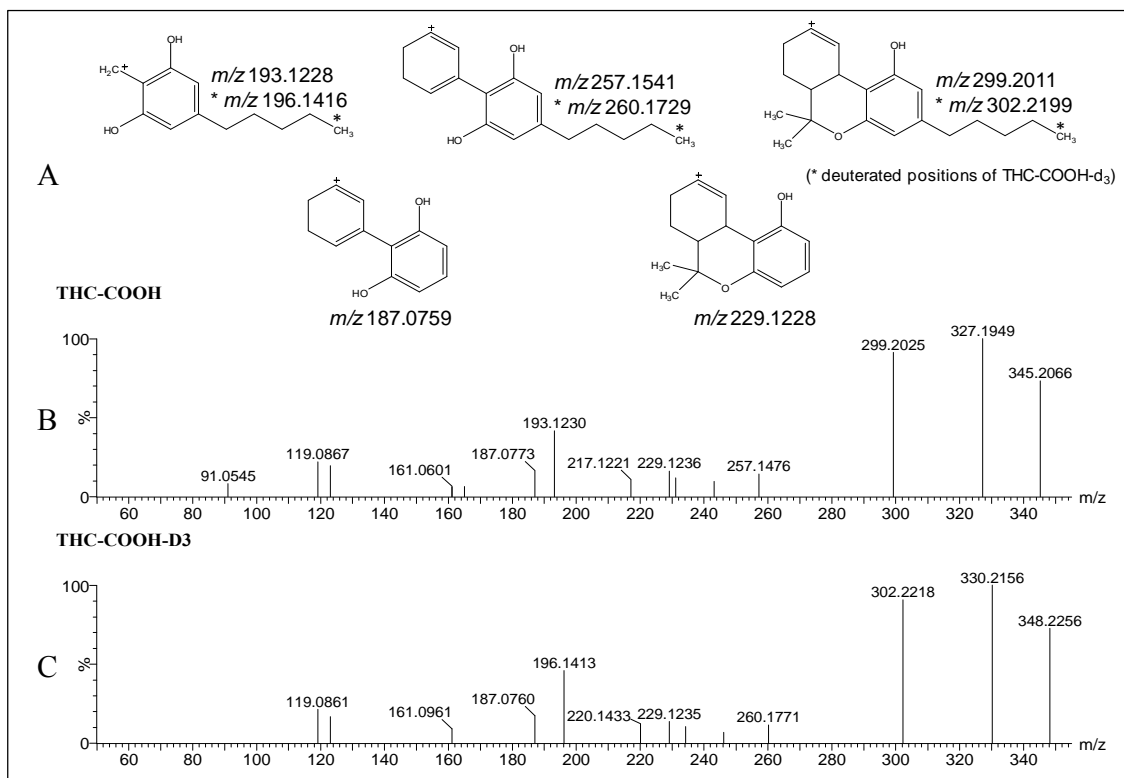 OH
H₂C
+
HO
CH₃
*
m/z 193.1228
* m/z 196.1416
+
OH
HO
CH₃
*
m/z 257.1541
* m/z 260.1729
+
OH
H₃C
H₃C
O
CH₃
*
m/z 299.2011
* m/z 302.2199
(* deuterated positions of THC-COOH-d₃)
A
+
OH
HO
m/z 187.0759
+
OH
H₃C
H₃C
O
m/z 229.1228
THC-COOH
B
100
%
0
91.0545
119.0867
161.0601
187.0773
193.1230
217.1221
229.1236
257.1476
299.2025
327.1949
345.2066
60 80 100 120 140 160 180 200 220 240 260 280 300 320 340 m/z
THC-COOH-D3
C
100
%
0
119.0861
161.0961
187.0760
196.1413
220.1433
229.1235
260.1771
302.2218
330.2156
348.2256
60 80 100 120 140 160 180 200 220 240 260 280 300 320 340 m/z